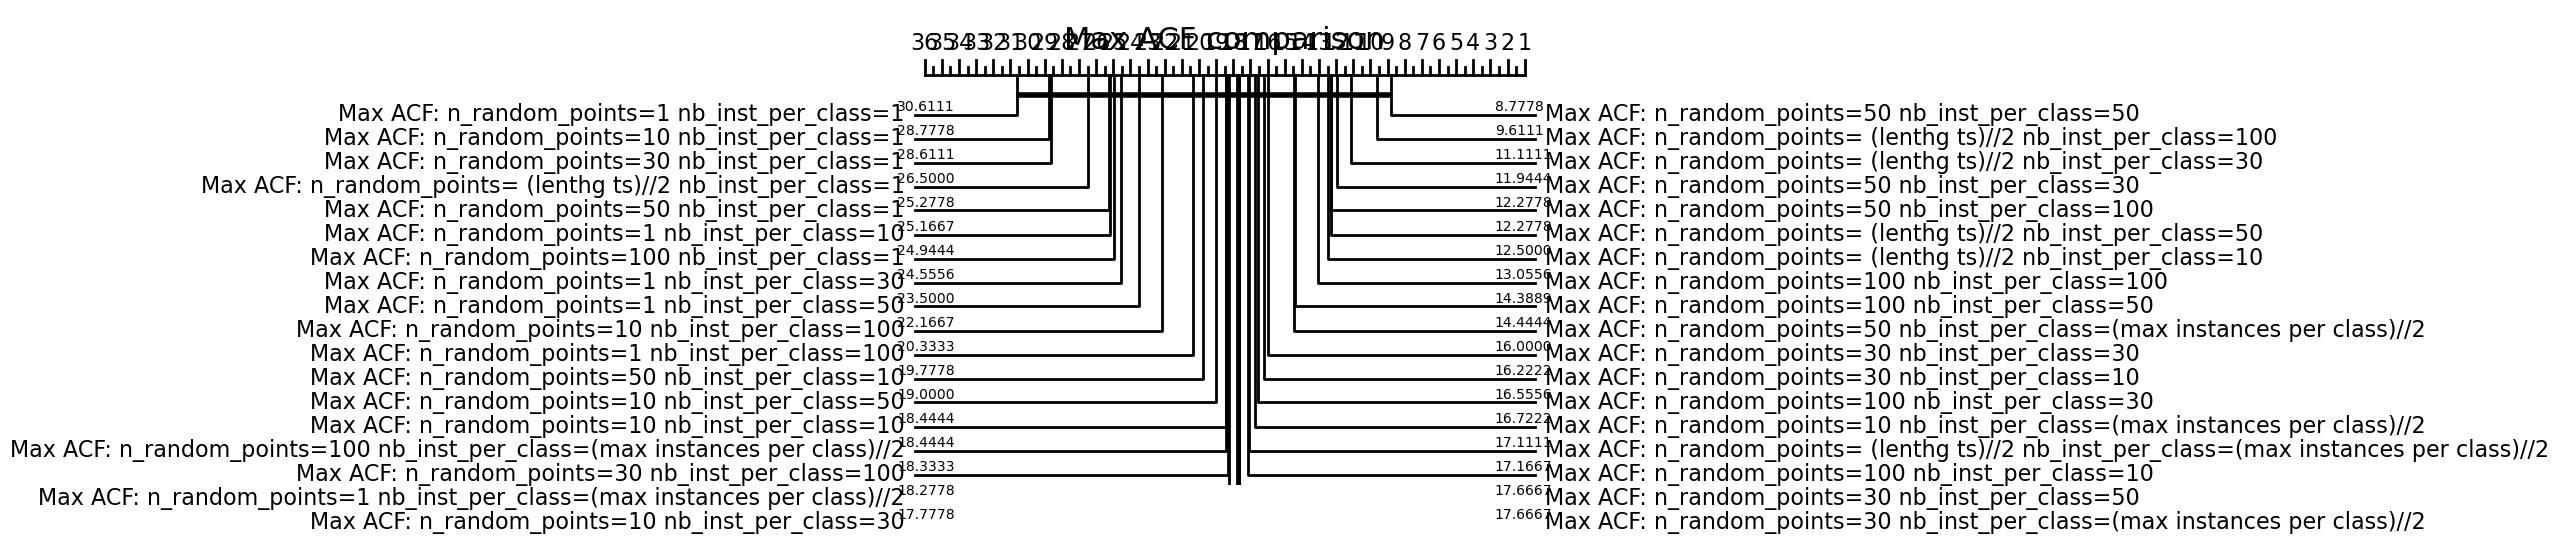 Max ACF comparison
36 35 34 33 32 31 30 29 28 27 26 25 24 23 22 21 20 19 18 17 16 15 14 13 12 11 10 9 8 7 6 5 4 3 2 1
Max ACF: n_random_points=1 nb_inst_per_class=1 30.6111 8.7778 Max ACF: n_random_points=50 nb_inst_per_class=50
Max ACF: n_random_points=10 nb_inst_per_class=1 28.7778 9.6111 Max ACF: n_random_points= (lenthg ts)//2 nb_inst_per_class=100
Max ACF: n_random_points=30 nb_inst_per_class=1 28.6111 11.1111 Max ACF: n_random_points= (lenthg ts)//2 nb_inst_per_class=30
Max ACF: n_random_points= (lenthg ts)//2 nb_inst_per_class=1 26.5000 11.9444 Max ACF: n_random_points=50 nb_inst_per_class=30
Max ACF: n_random_points=50 nb_inst_per_class=1 25.2778 12.2778 Max ACF: n_random_points=50 nb_inst_per_class=100
Max ACF: n_random_points=1 nb_inst_per_class=10 25.1667 12.2778 Max ACF: n_random_points= (lenthg ts)//2 nb_inst_per_class=50
Max ACF: n_random_points=100 nb_inst_per_class=1 24.9444 12.5000 Max ACF: n_random_points= (lenthg ts)//2 nb_inst_per_class=10
Max ACF: n_random_points=1 nb_inst_per_class=30 24.5556 13.0556 Max ACF: n_random_points=100 nb_inst_per_class=100
Max ACF: n_random_points=1 nb_inst_per_class=50 23.5000 14.3889 Max ACF: n_random_points=100 nb_inst_per_class=50
Max ACF: n_random_points=10 nb_inst_per_class=100 22.1667 14.4444 Max ACF: n_random_points=50 nb_inst_per_class=(max instances per class)//2
Max ACF: n_random_points=1 nb_inst_per_class=100 20.3333 16.0000 Max ACF: n_random_points=30 nb_inst_per_class=30
Max ACF: n_random_points=50 nb_inst_per_class=10 19.7778 16.2222 Max ACF: n_random_points=30 nb_inst_per_class=10
Max ACF: n_random_points=10 nb_inst_per_class=50 19.0000 16.5556 Max ACF: n_random_points=100 nb_inst_per_class=30
Max ACF: n_random_points=10 nb_inst_per_class=10 18.4444 16.7222 Max ACF: n_random_points=10 nb_inst_per_class=(max instances per class)//2
Max ACF: n_random_points=100 nb_inst_per_class=(max instances per class)//2 18.4444 17.1111 Max ACF: n_random_points= (lenthg ts)//2 nb_inst_per_class=(max instances per class)//2
Max ACF: n_random_points=30 nb_inst_per_class=100 18.3333 17.1667 Max ACF: n_random_points=100 nb_inst_per_class=10
Max ACF: n_random_points=1 nb_inst_per_class=(max instances per class)//2 18.2778 17.6667 Max ACF: n_random_points=30 nb_inst_per_class=50
Max ACF: n_random_points=10 nb_inst_per_class=30 17.7778 17.6667 Max ACF: n_random_points=30 nb_inst_per_class=(max instances per class)//2